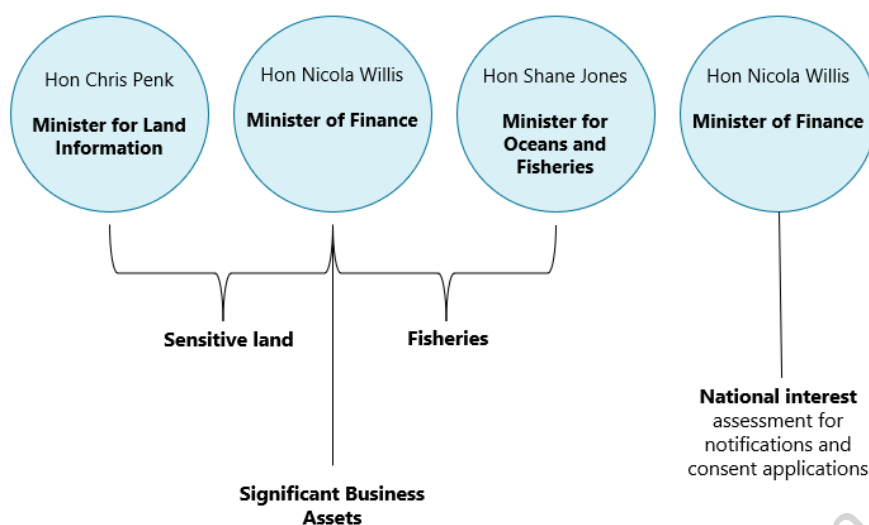 Hon Chris Penk
Minister for Land
Information
Hon Nicola Willis
Minister of Finance
Hon Shane Jones
Minister for
Oceans and
Fisheries
Hon Nicola Willis
Minister of Finance
Sensitive land
Fisheries
Significant Business
Assets
National interest
assessment for
notifications and
consent applications